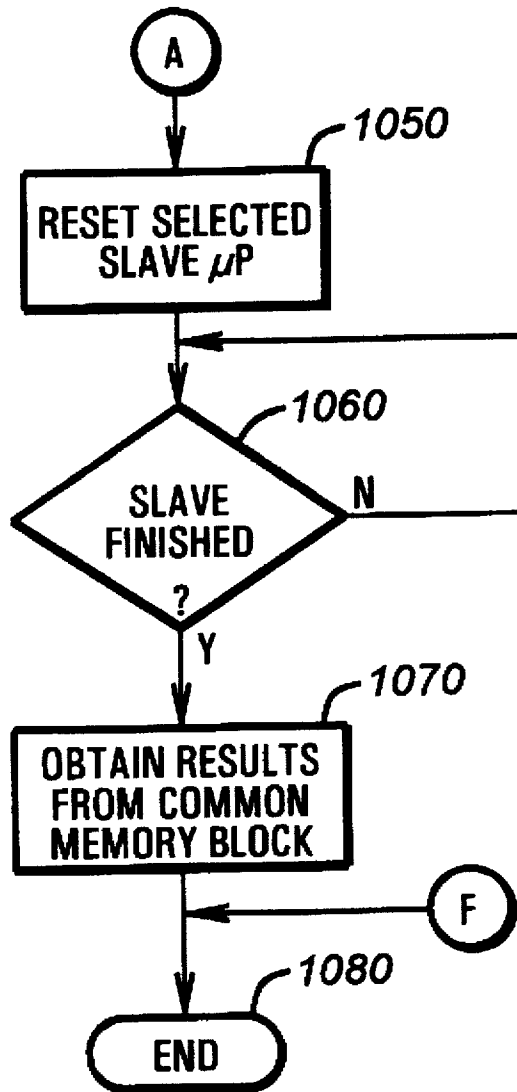 A
1050
RESET SELECTED
SLAVE µP
1060
SLAVE
FINISHED
?
N
Y
1070
OBTAIN RESULTS
FROM COMMON
MEMORY BLOCK
F
1080
END